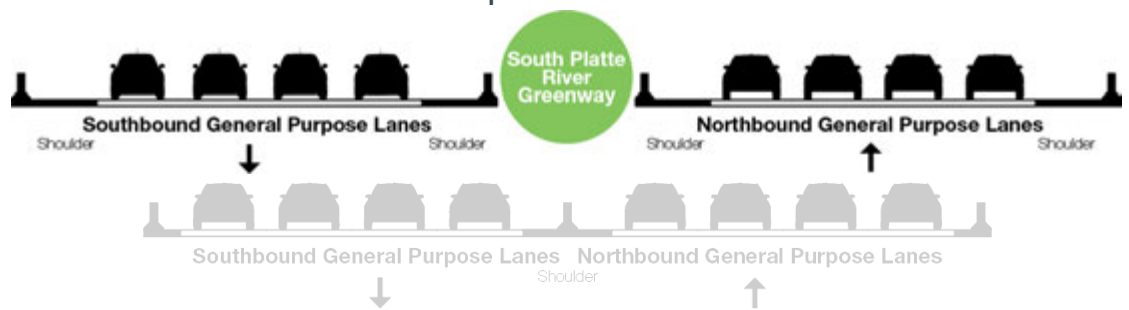 South Platte
River
Greenway
Southbound General Purpose Lanes
Northbound General Purpose Lanes
Shoulder
Shoulder
Shoulder
Shoulder
Southbound General Purpose Lanes
Northbound General Purpose Lanes
Shoulder